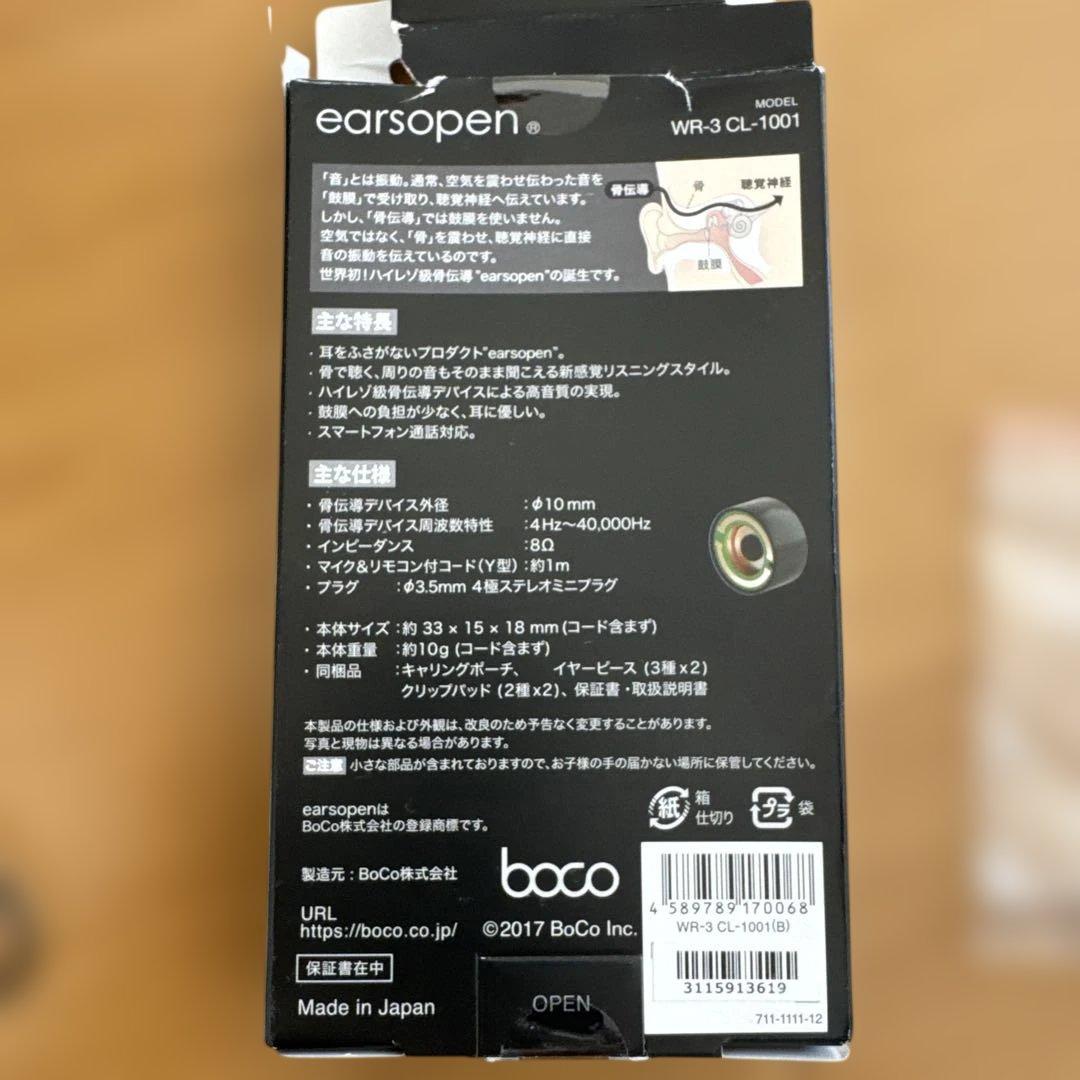 earsopen®
MODEL
WR-3 CL-1001
「音」とは振動。通常、空気を震わせ伝わった音を
「鼓膜」で受け取り、聴覚神経へ伝えています。
しかし、「骨伝導」では鼓膜を使いません。
空気ではなく、「骨」を震わせ、聴覚神経に直接
音の振動を伝えているのです。
世界初！ハイレゾ級骨伝導"earsopen"の誕生です。
骨伝導
骨
聴覚神経
鼓膜
主な特長
・耳をふさがないプロダクト"earsopen"。
・骨で聴く、周りの音もそのまま聞こえる新感覚リスニングスタイル。
・ハイレゾ級骨伝導デバイスによる高音質の実現。
・鼓膜への負担が少なく、耳に優しい。
・スマートフォン通話対応。
主な仕様
・骨伝導デバイス外径 :φ10mm
・骨伝導デバイス周波数特性 :4Hz〜40,000Hz
・インピーダンス :8Ω
・マイク&リモコン付コード(Y型):約1m
・プラグ :φ3.5mm 4極ステレオミニプラグ
・本体サイズ:約 33 × 15 × 18 mm (コード含まず)
・本体重量 :約10g (コード含まず)
・同梱品 :キャリングポーチ、 イヤーピース (3種 x2)
クリップパッド (2種 x2)、保証書・取扱説明書
本製品の仕様および外観は、改良のため予告なく変更することがあります。
写真と現物は異なる場合があります。
ご注意 小さな部品が含まれておりますので、お子様の手の届かない場所に保管してください。
earsopenは
BoCo株式会社の登録商標です。
紙 箱
仕切り
プラ 袋
製造元:BoCo株式会社
boco
URL
https://boco.co.jp/
©2017 BoCo Inc.
保証書在中
Made in Japan
OPEN
4 589789 170068
WR-3 CL-1001(B)
3115913619
711-1111-12